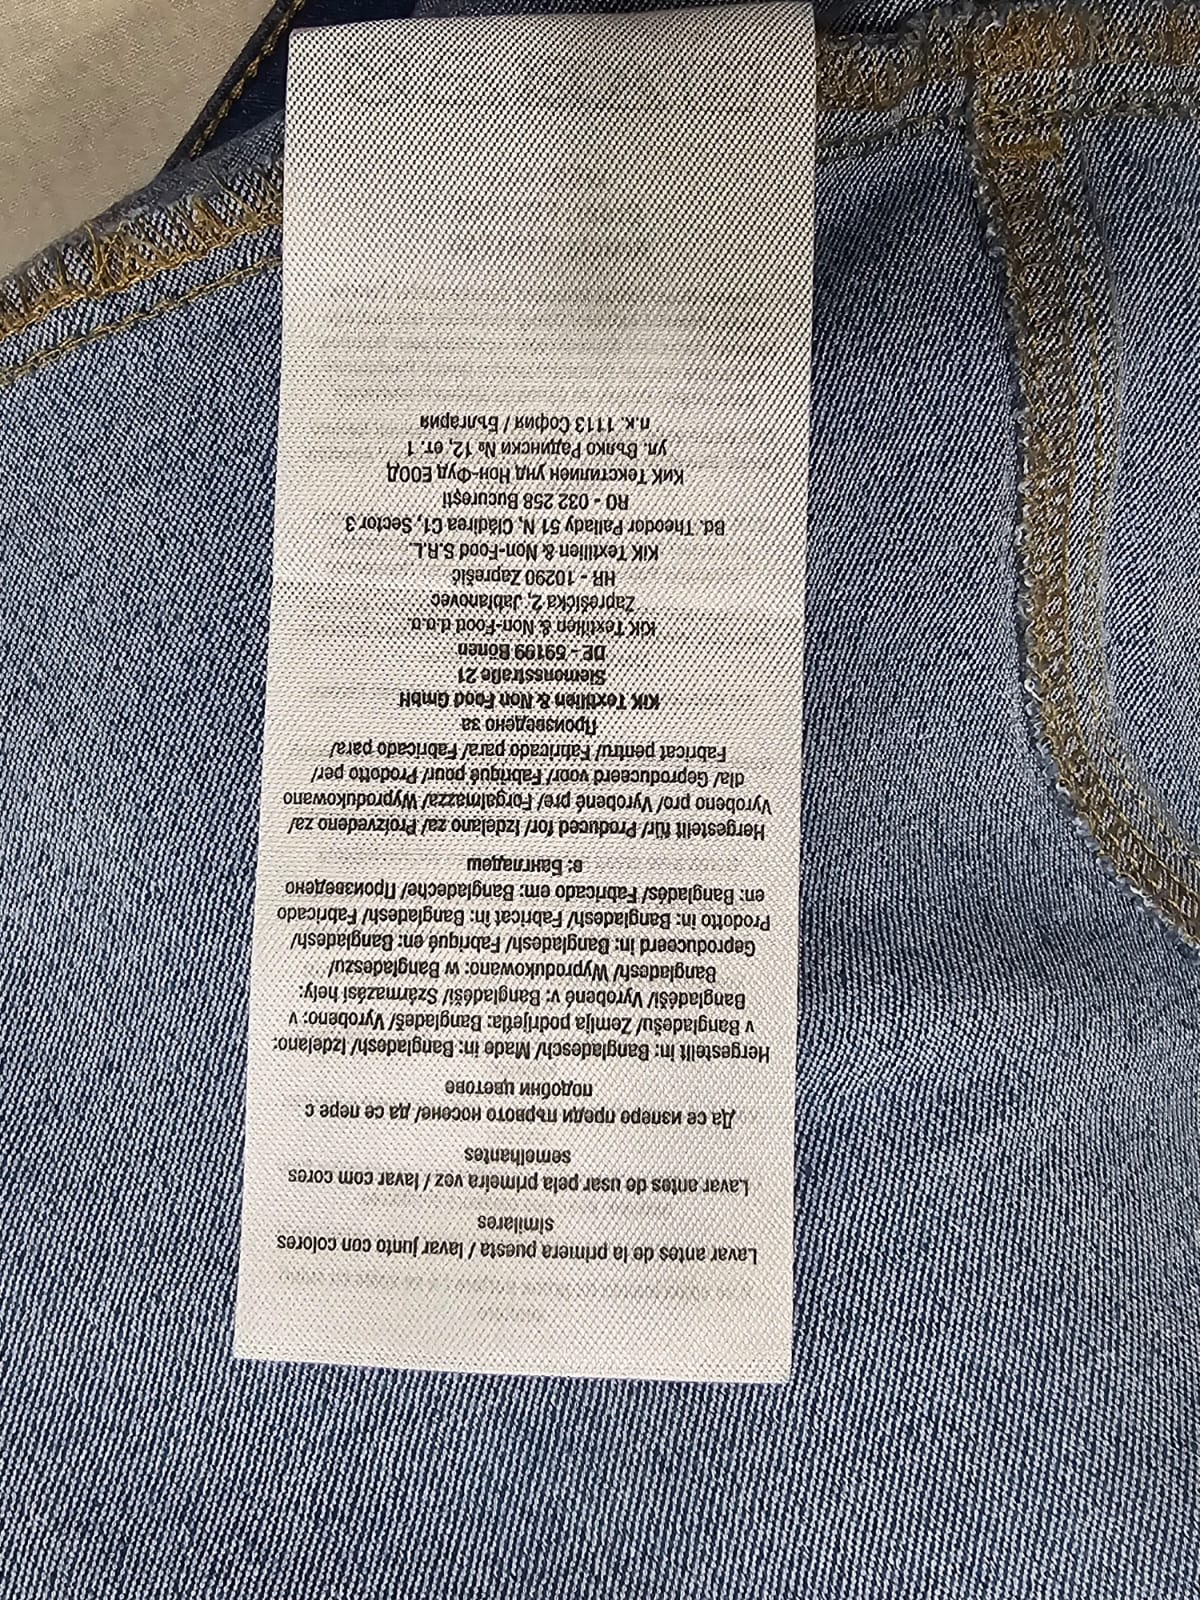 Lavar antes de la primera puesta / lavar junto con colores
similares
Lavar antes de usar pela primeira vez / lavar com cores
semelhantes
Да се изпере преди първото носене/ да се пере с
подобни цветове
Hergestellt in: Bangladesch/ Made in: Bangladesh/ Izdelano:
v Bangladešu/ Zemlja podrijetla: Bangladeš/ Vyrobeno: v
Bangladéši/ Vyrobené v: Bangladéši/ Származási hely:
Bangladesh/ Wyprodukowano: w Bangladeszu/
Geproduceerd in: Bangladesh/ Fabriqué en: Bangladesh/
Prodotto in: Bangladesh/ Fabricat în: Bangladesh/ Fabricado
en: Bangladés/ Fabricado em: Bangladeche/ Произведено
в: Бангладеш
Hergestellt für/ Produced for/ Izdelano za/ Proizvedeno za/
Vyrobeno pro/ Vyrobené pre/ Forgalmazza/ Wyprodukowano
dla/ Geproduceerd voor/ Fabriqué pour/ Prodotto per/
Fabricat pentru/ Fabricado para/ Fabricado para/
Произведено за
KiK Textilien & Non Food GmbH
Siemensstraße 21
DE - 59199 Bönen
KiK Textilien & Non-Food d.o.o.
Zaprešićka 2, Jablanovec
HR - 10290 Zaprešić
KiK Textilien & Non-Food S.R.L.
Bd. Theodor Pallady 51 N, Clădirea C1, Sector 3
RO - 032 258 Bucureşti
КиК Текстилиен унд Нон-Фуд ЕООД
ул. Вълко Радински № 12, ет. 1
п.к. 1113 София / България